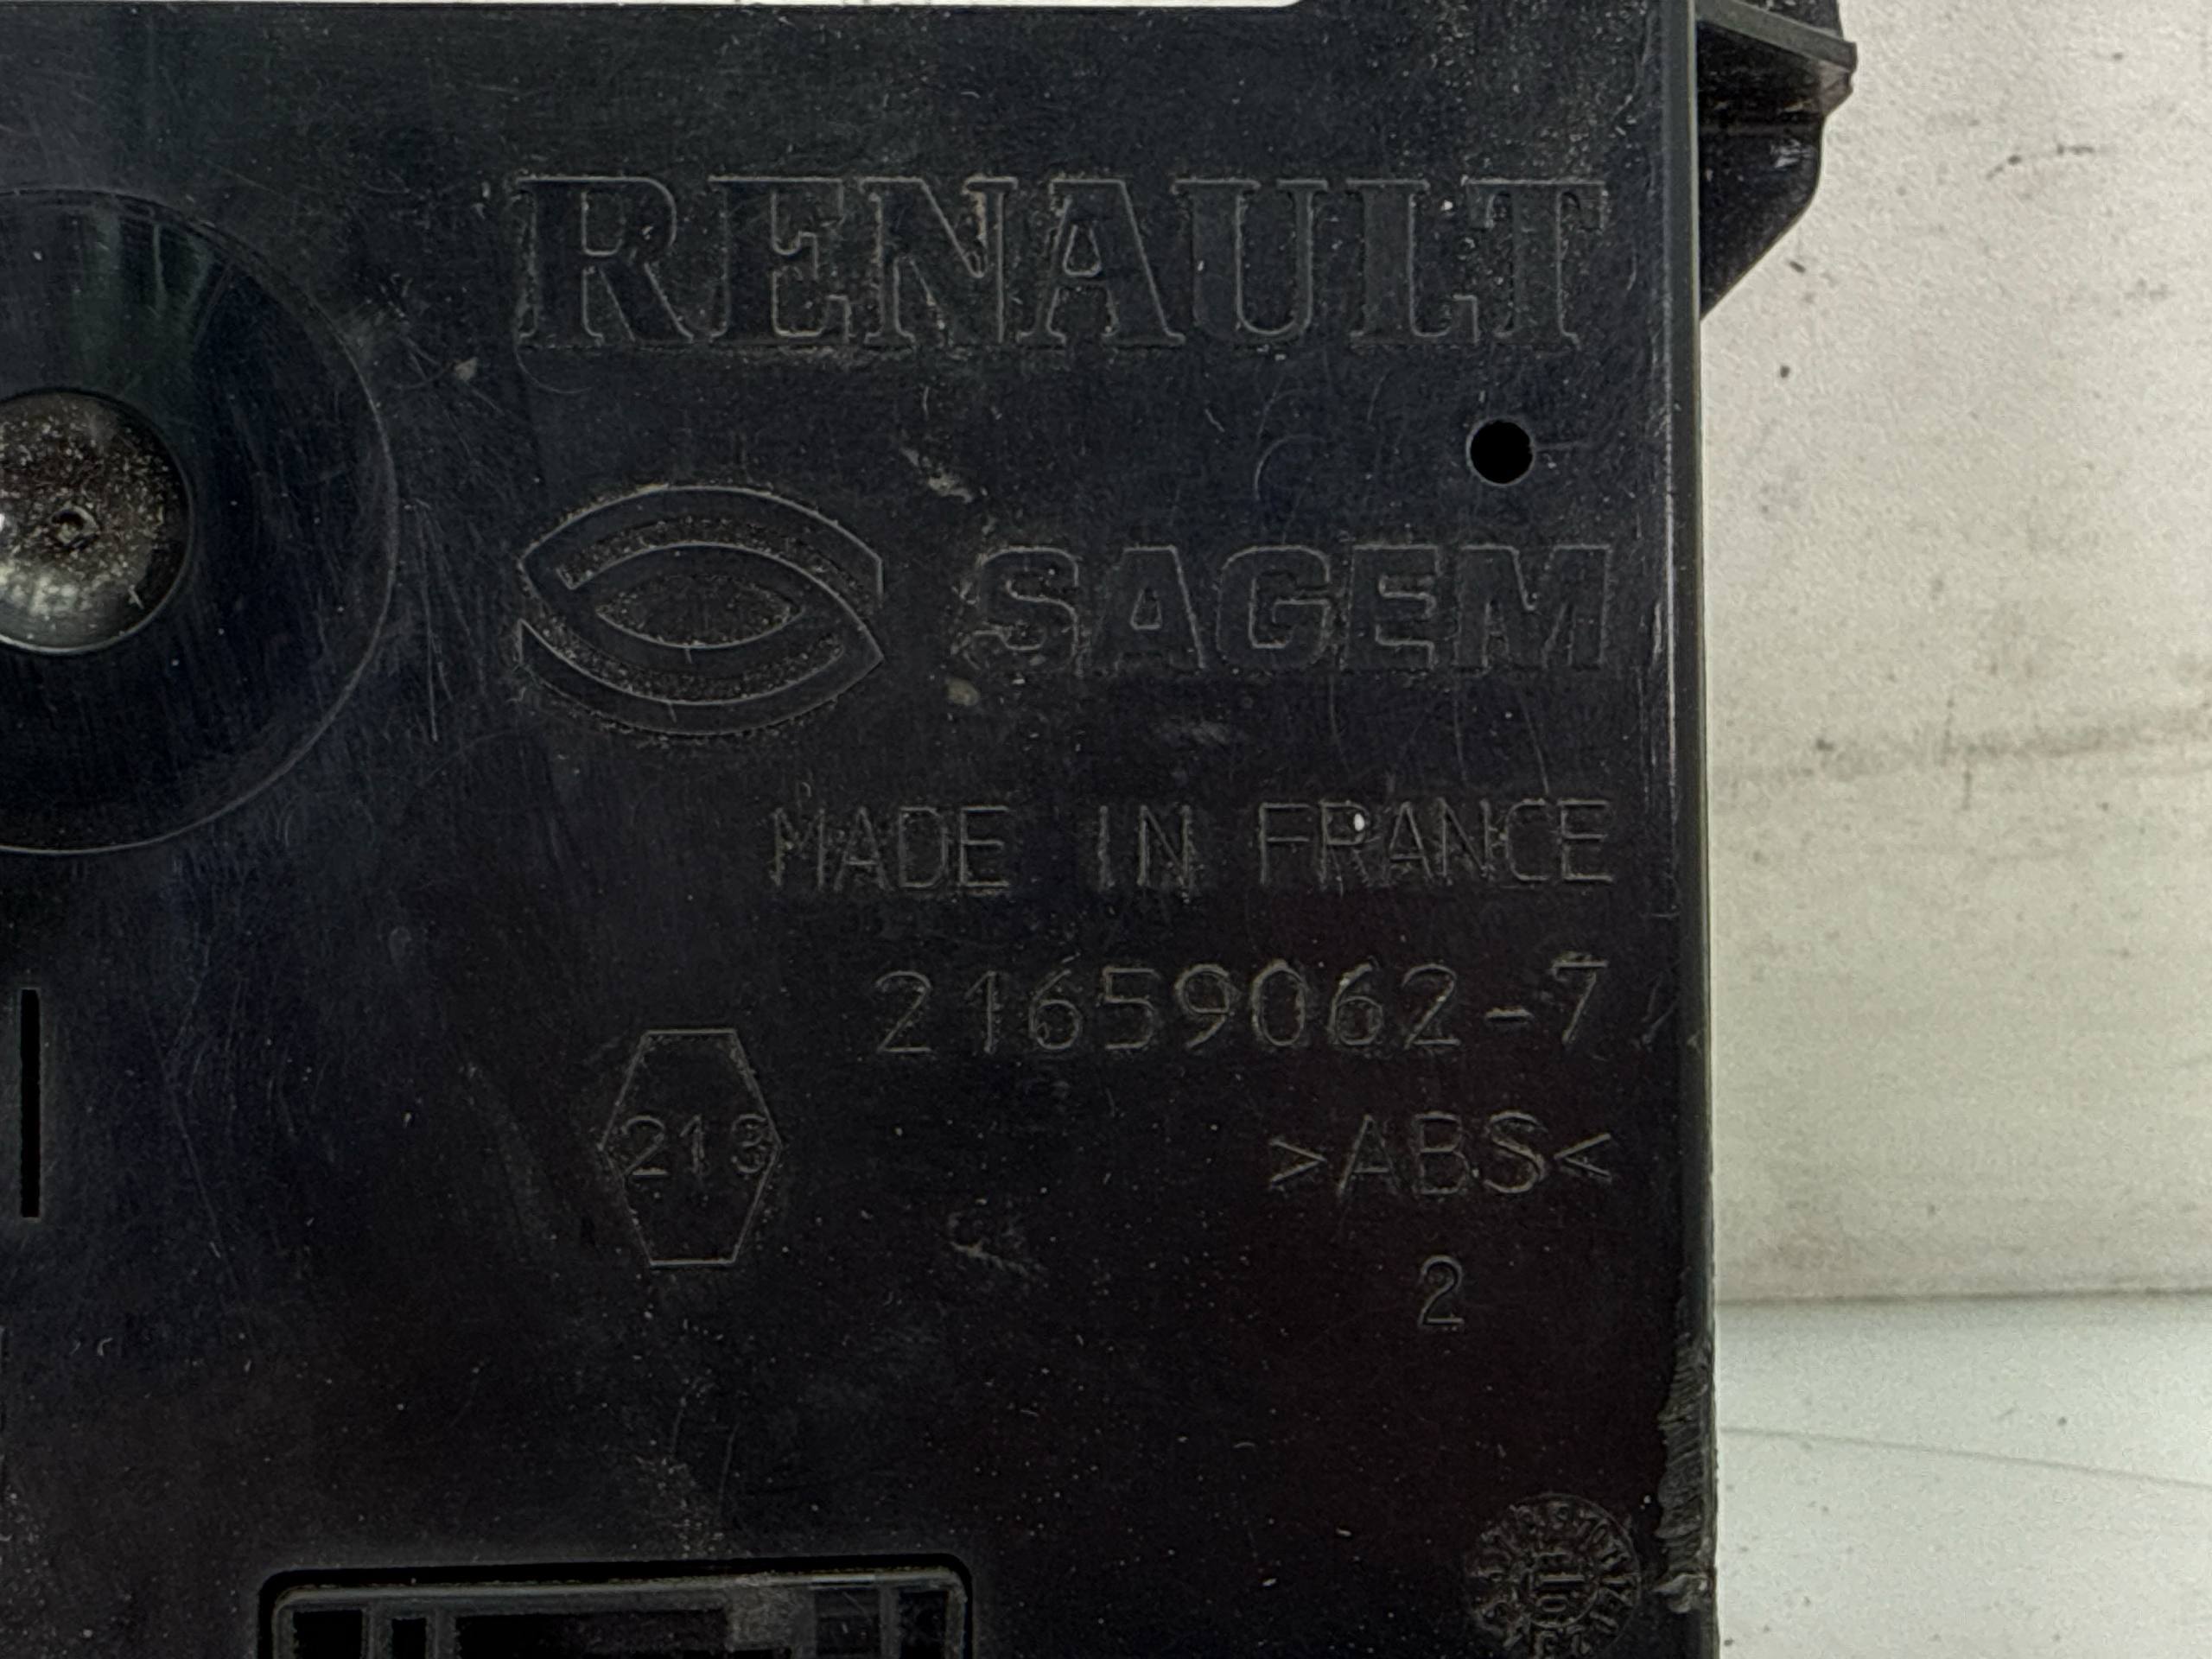 RENAULT
SAGEM
MADE IN FRANCE
21659062-7
213
>ABS<
2